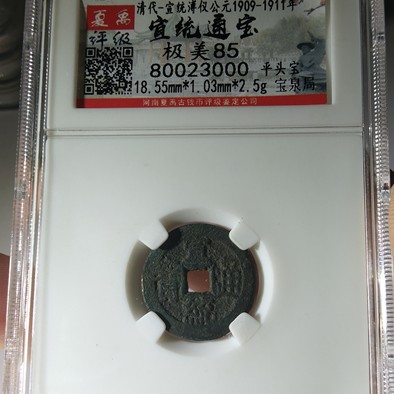 夏禹
评级
清代-宣统溥仪公元1909-1911年
宣统通宝
极美85
80023000 平头宝
18.55mm*1.03mm*2.5g 宝泉局
河南夏禹古钱币评级鉴定公司